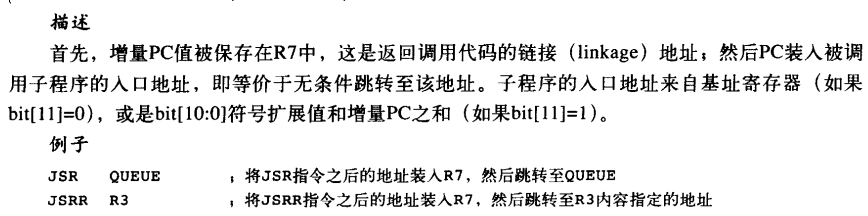 描述
首先，增量PC值被保存在R7中，这是返回调用代码的链接（linkage）地址；然后PC装入被调
用子程序的入口地址，即等价于无条件跳转至该地址。子程序的入口地址来自基址寄存器（如果
bit[11]=0），或是bit[10:0]符号扩展值和增量PC之和（如果bit[11]=1）。
例子
JSR QUEUE ；将JSR指令之后的地址装入R7，然后跳转至QUEUE
JSRR R3 ；将JSRR指令之后的地址装入R7，然后跳转至R3内容指定的地址